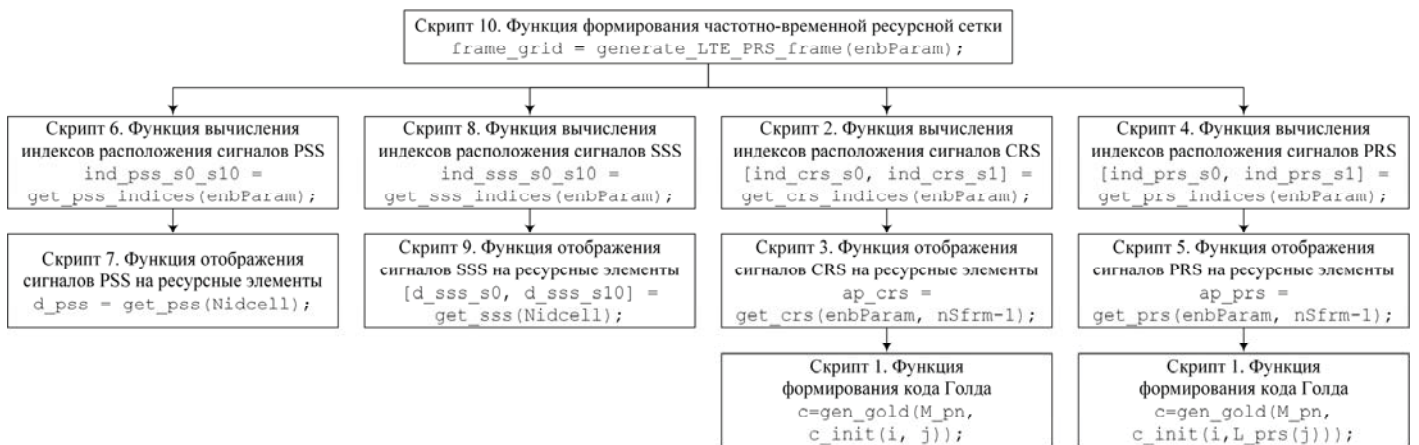 Скрипт 10. Функция формирования частотно-временной ресурсной сетки
frame_grid = generate_LTE_PRS_frame(enbParam);
Скрипт 6. Функция вычисления
индексов расположения сигналов PSS
ind_pss_s0_s10 =
get_pss_indices(enbParam);
Скрипт 8. Функция вычисления
индексов расположения сигналов SSS
ind_sss_s0_s10 =
get_sss_indices(enbParam);
Скрипт 2. Функция вычисления
индексов расположения сигналов CRS
[ind_crs_s0, ind_crs_s1] =
get_crs_indices(enbParam);
Скрипт 4. Функция вычисления
индексов расположения сигналов PRS
[ind_prs_s0, ind_prs_s1] =
get_prs_indices(enbParam);
Скрипт 7. Функция отображения
сигналов PSS на ресурсные элементы
d_pss = get_pss(Nidcell);
Скрипт 9. Функция отображения
сигналов SSS на ресурсные элементы
[d_sss_s0, d_sss_s10] =
get_sss(Nidcell);
Скрипт 3. Функция отображения
сигналов CRS на ресурсные элементы
ap_crs =
get_crs(enbParam, nSfrm-1);
Скрипт 5. Функция отображения
сигналов PRS на ресурсные элементы
ap_prs =
get_prs(enbParam, nSfrm-1);
Скрипт 1. Функция
формирования кода Голда
c=gen_gold(M_pn,
c_init(i, j));
Скрипт 1. Функция
формирования кода Голда
c=gen_gold(M_pn,
c_init(i,L_prs(j)));